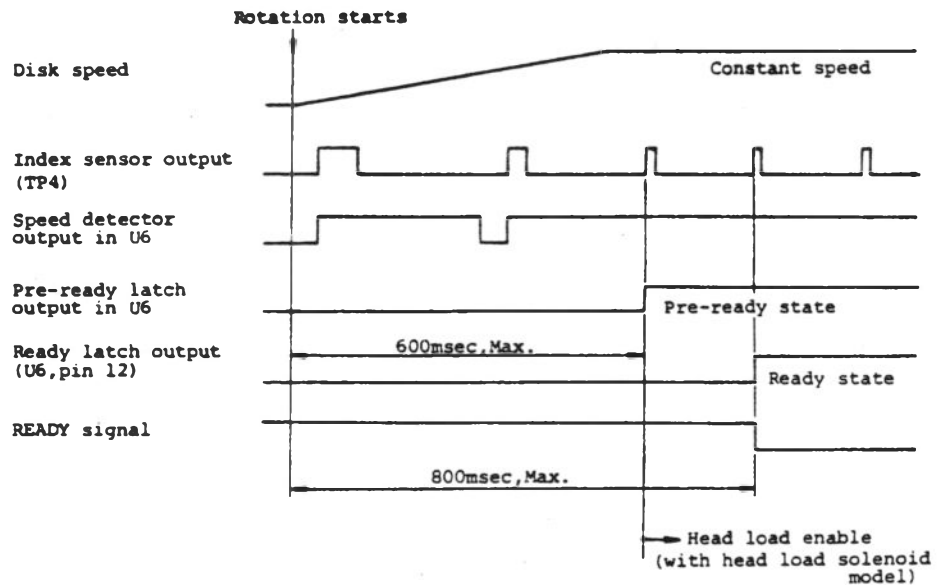 Rotation starts
Disk speed
Constant speed
Index sensor output
(TP4)
Speed detector
output in U6
Pre-ready latch
output in U6
Pre-ready state
600msec,Max.
Ready latch output
(U6,pin 12)
Ready state
READY signal
800msec,Max.
Head load enable
(with head load solenoid
model)